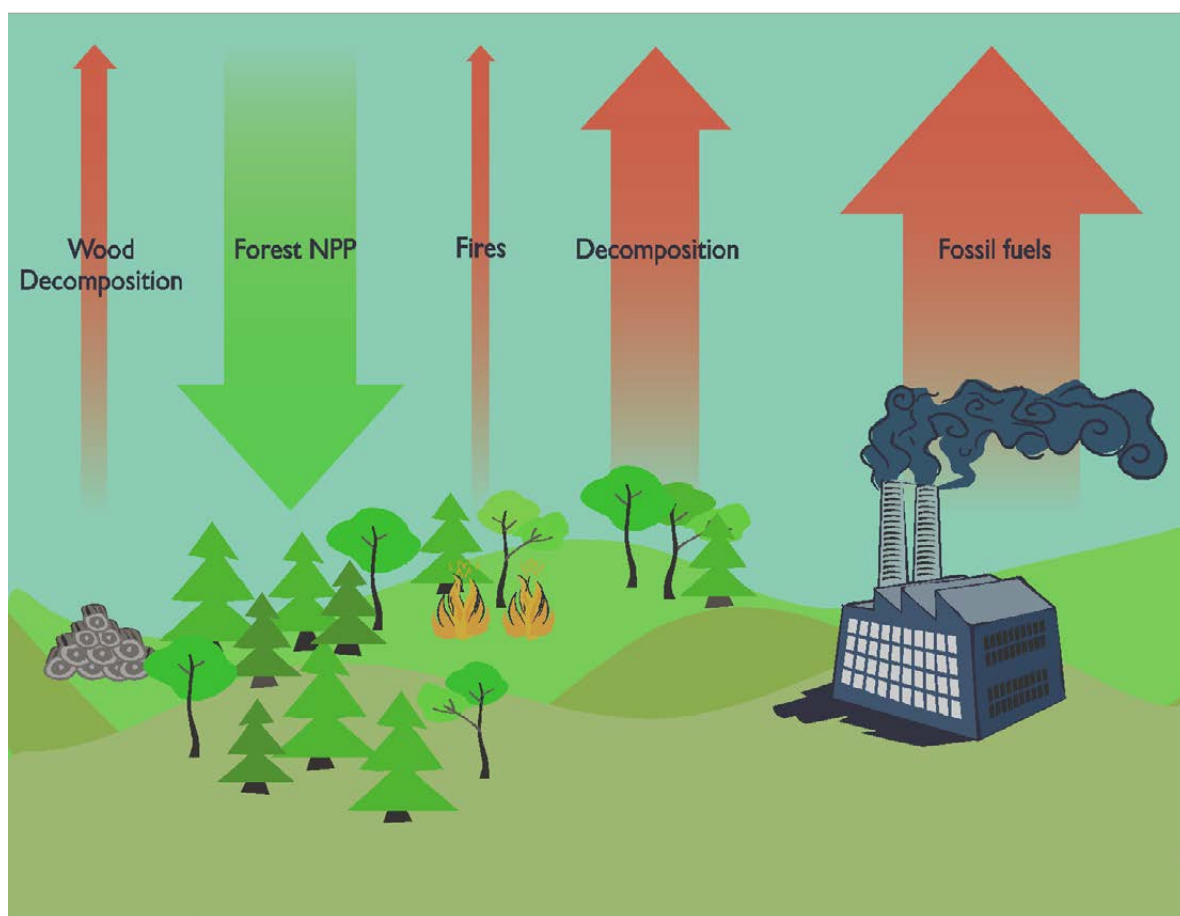 Wood
Decomposition
Forest NPP
Fires
Decomposition
Fossil fuels